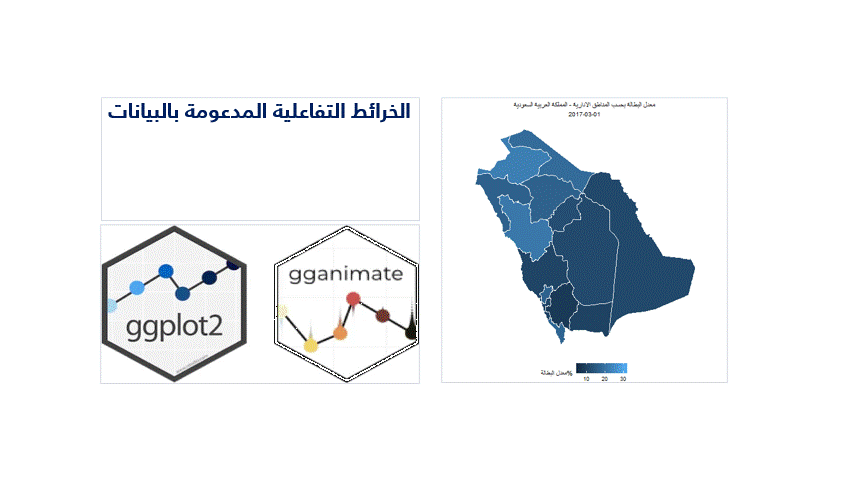 الخرائط التفاعلية المدعومة بالبيانات
ggplot2
gganimate
معدل البطالة بحسب المناطق الادارية - المملكة العربية السعودية
2017-03-01
معدل البطالة%
10 20 30